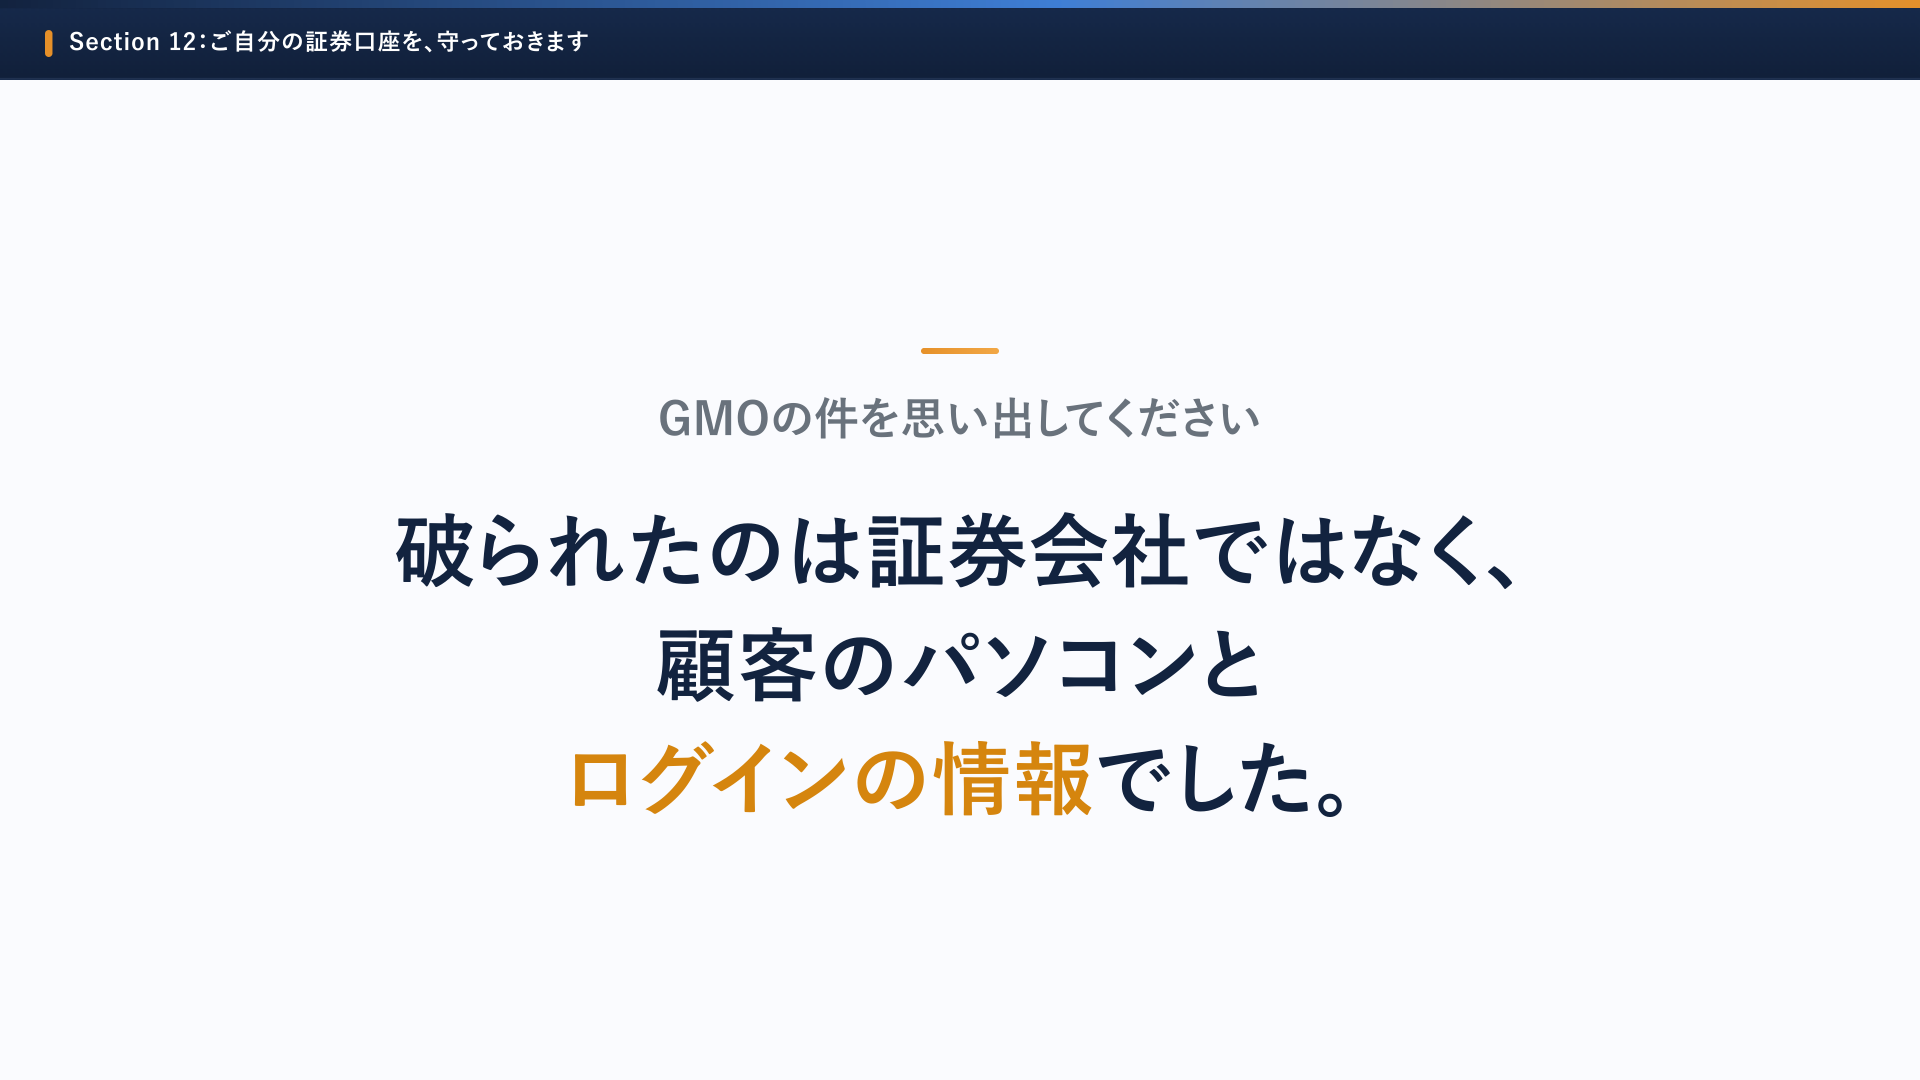 Section 12：ご自分の証券口座を、守っておきます
GMOの件を思い出してください
破られたのは証券会社ではなく、
顧客のパソコンと
ログインの情報でした。